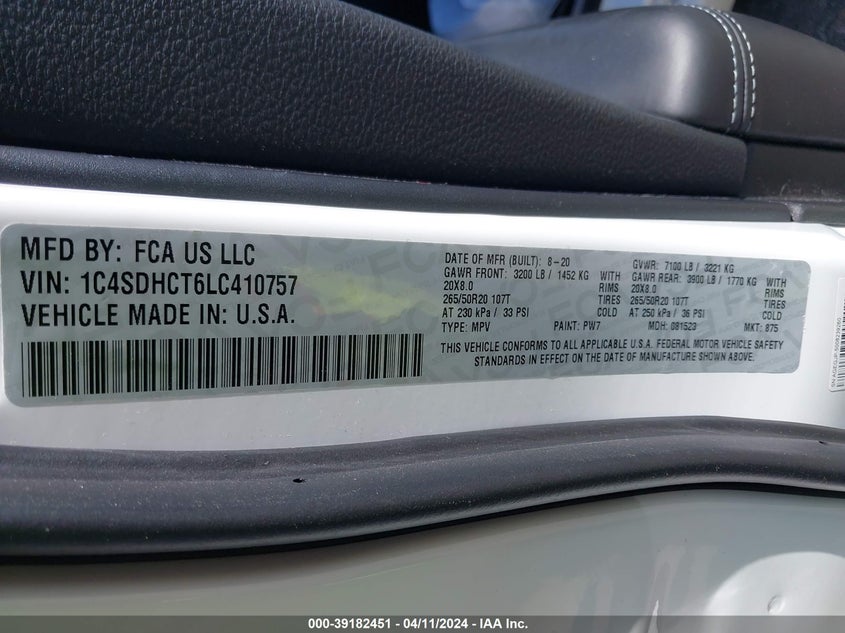 MFD BY: FCA US LLC
VIN: 1C4SDHCT6LC410757
VEHICLE MADE IN: U.S.A.
DATE OF MFR (BUILT): 8-20 GVWR: 7100 LB / 3221 KG
GAWR FRONT: 3200 LB / 1452 KG WITH GAWR REAR: 3900 LB / 1770 KG WITH
20X8.0 RIMS 20X8.0 RIMS
265/50R20 107T TIRES 265/50R20 107T TIRES
AT 230 kPa / 33 PSI COLD AT 250 kPa / 36 PSI COLD
TYPE: MPV PAINT: PW7 MDH: 081523 MKT: 875
THIS VEHICLE CONFORMS TO ALL APPLICABLE U.S.A. FEDERAL MOTOR VEHICLE SAFETY
STANDARDS IN EFFECT ON THE DATE OF MANUFACTURE SHOWN ABOVE.
000-39182451 - 04/11/2024 - IAA Inc.